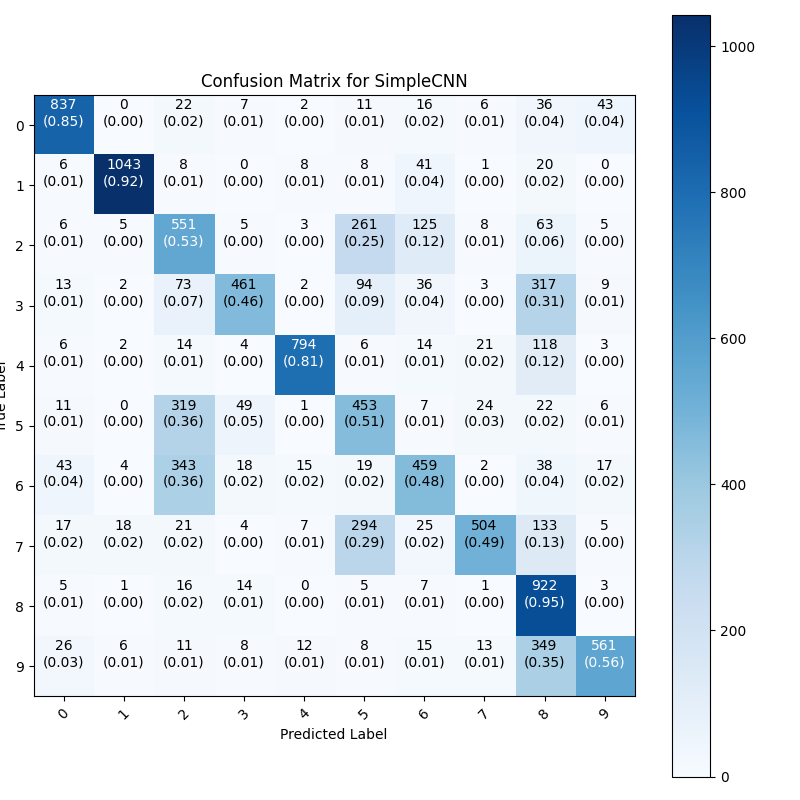 Confusion Matrix for SimpleCNN
837 0 22 7 2 11 16 6 36 43
(0.85) (0.00) (0.02) (0.01) (0.00) (0.01) (0.02) (0.01) (0.04) (0.04)
0
6 1043 8 0 8 8 41 1 20 0
(0.01) (0.92) (0.01) (0.00) (0.01) (0.01) (0.04) (0.00) (0.02) (0.00)
1
6 5 551 5 3 261 125 8 63 5
(0.01) (0.00) (0.53) (0.00) (0.00) (0.25) (0.12) (0.01) (0.06) (0.00)
2
13 2 73 461 2 94 36 3 317 9
(0.01) (0.00) (0.07) (0.46) (0.00) (0.09) (0.04) (0.00) (0.31) (0.01)
3
6 2 14 4 794 6 14 21 118 3
(0.01) (0.00) (0.01) (0.00) (0.81) (0.01) (0.01) (0.02) (0.12) (0.00)
4
11 0 319 49 1 453 7 24 22 6
(0.01) (0.00) (0.36) (0.05) (0.00) (0.51) (0.01) (0.03) (0.02) (0.01)
5
43 4 343 18 15 19 459 2 38 17
(0.04) (0.00) (0.36) (0.02) (0.02) (0.02) (0.48) (0.00) (0.04) (0.02)
6
17 18 21 4 7 294 25 504 133 5
(0.02) (0.02) (0.02) (0.00) (0.01) (0.29) (0.02) (0.49) (0.13) (0.00)
7
5 1 16 14 0 5 7 1 922 3
(0.01) (0.00) (0.02) (0.01) (0.00) (0.01) (0.01) (0.00) (0.95) (0.00)
8
26 6 11 8 12 8 15 13 349 561
(0.03) (0.01) (0.01) (0.01) (0.01) (0.01) (0.01) (0.01) (0.35) (0.56)
9
0 1 2 3 4 5 6 7 8 9
Predicted Label
True Label
1000
800
600
400
200
0